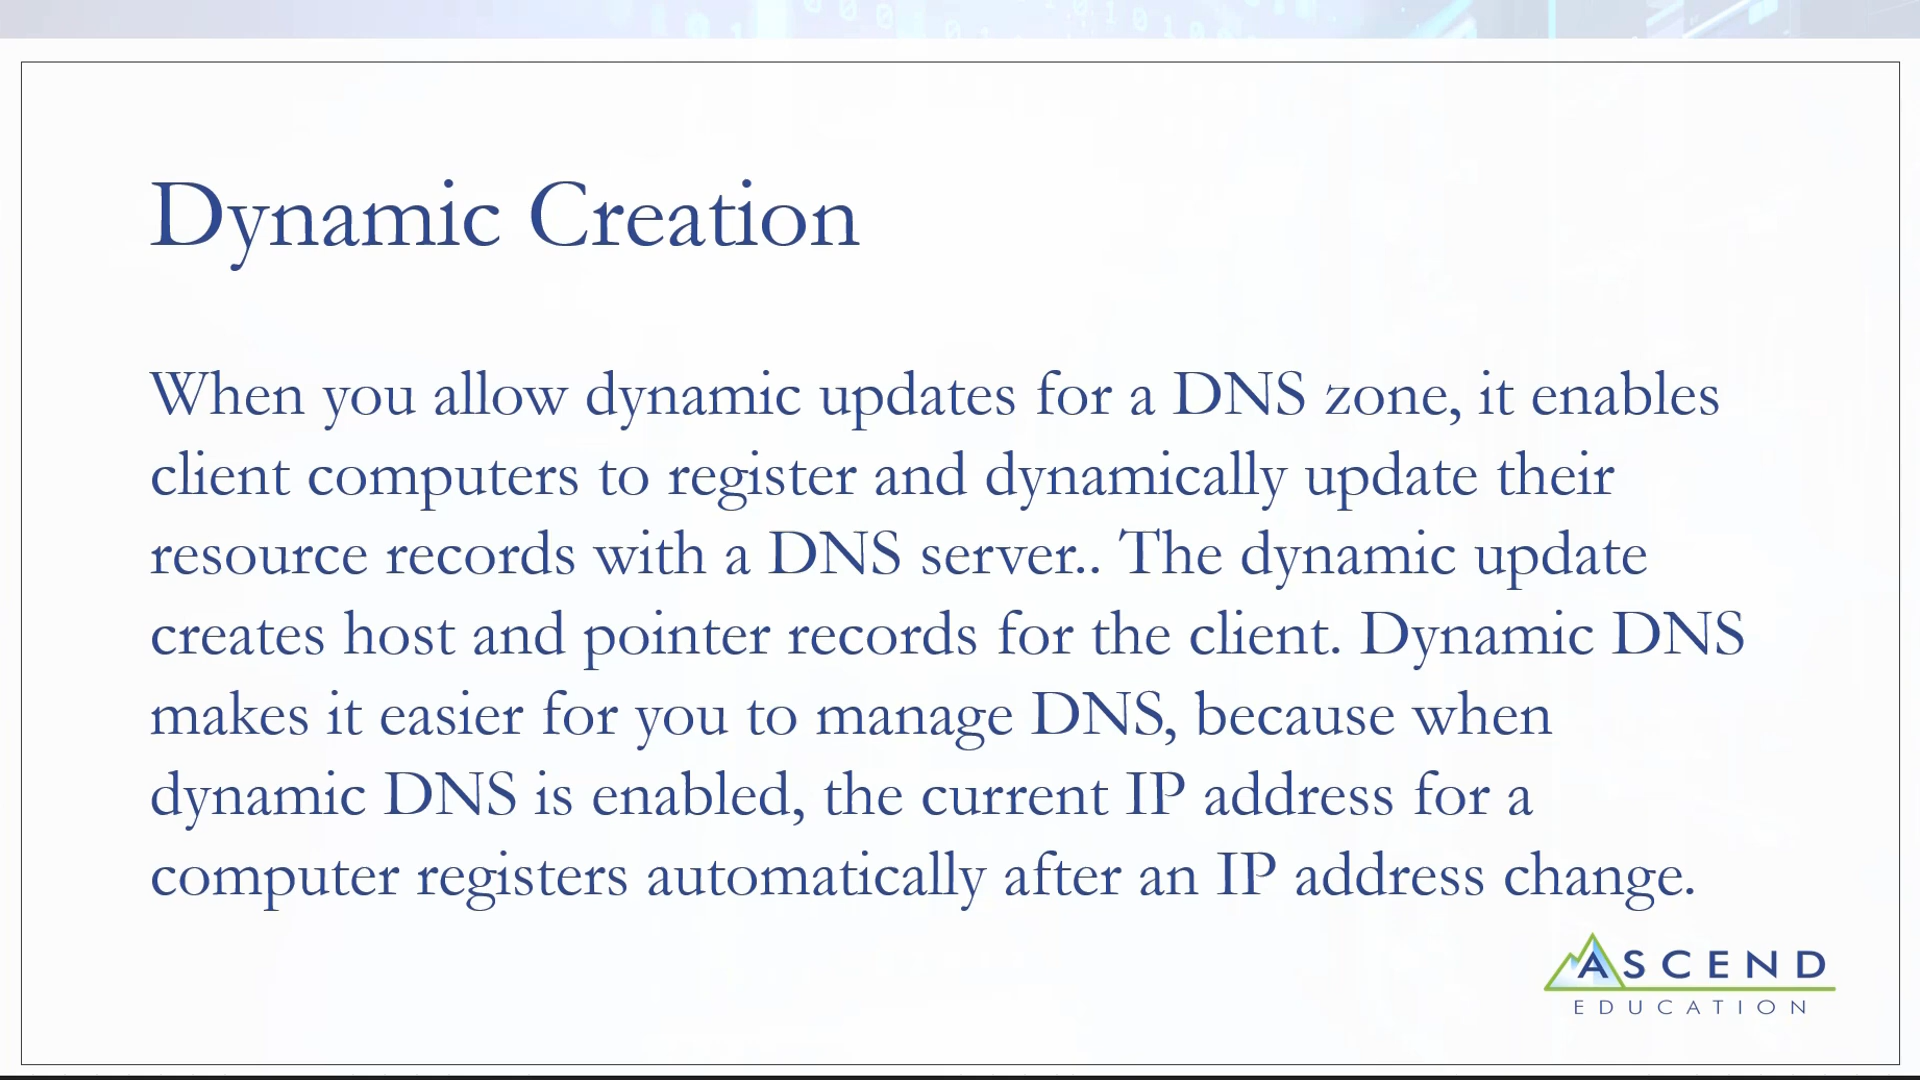 Dynamic Creation
When you allow dynamic updates for a DNS zone, it enables
client computers to register and dynamically update their
resource records with a DNS server.. The dynamic update
creates host and pointer records for the client. Dynamic DNS
makes it easier for you to manage DNS, because when
dynamic DNS is enabled, the current IP address for a
computer registers automatically after an IP address change.
ASCEND
EDUCATION